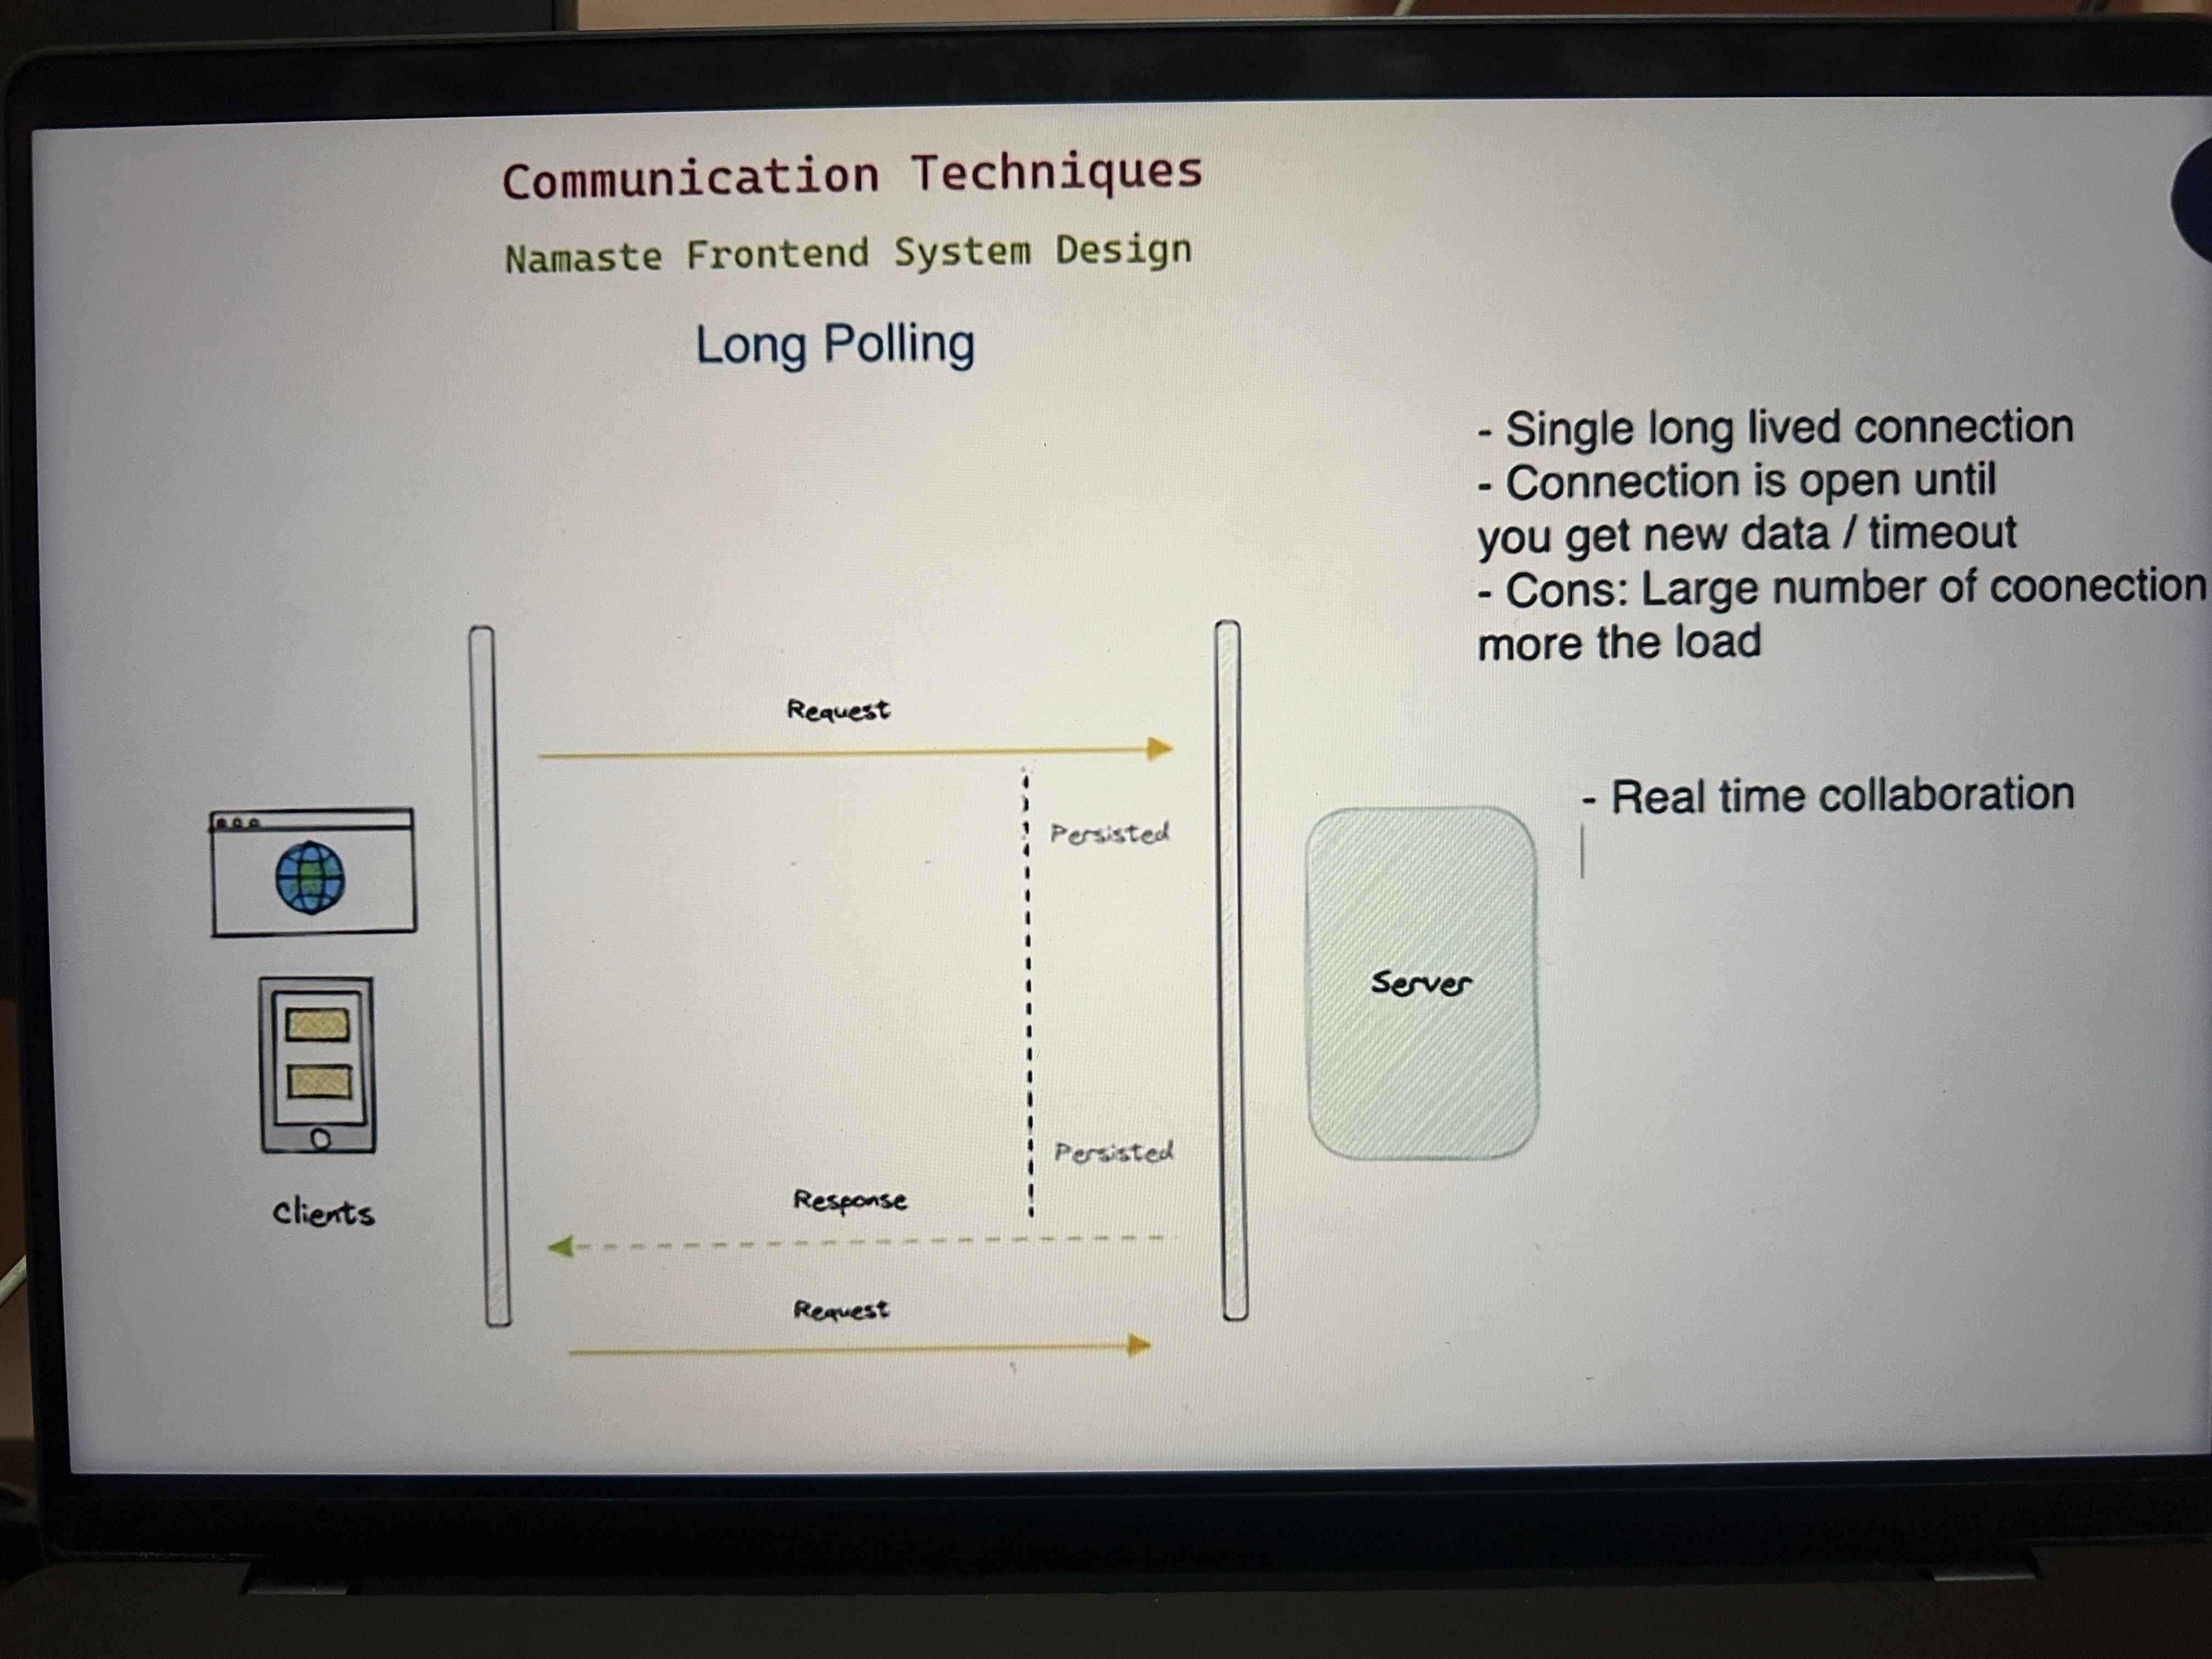 Communication Techniques
Namaste Frontend System Design
Long Polling
- Single long lived connection
- Connection is open until
you get new data / timeout
- Cons: Large number of coonection
more the load
Request
- Real time collaboration
Persisted
Server
Persisted
Response
Clients
Request